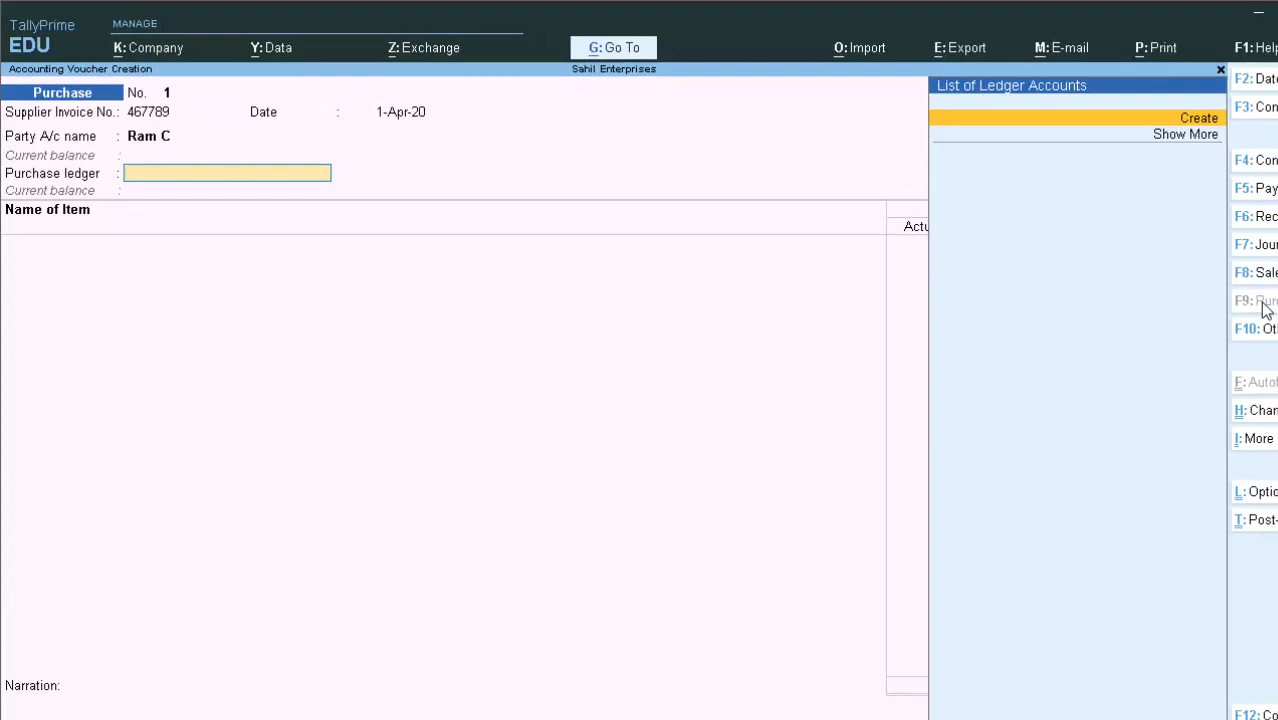 TallyPrime
EDU
MANAGE
K: Company
Y: Data
Z: Exchange
G: Go To
O: Import
E: Export
M: E-mail
P: Print
F1: Help
Accounting Voucher Creation
Sahil Enterprises
Purchase No. 1
Supplier Invoice No.: 467789 Date : 1-Apr-20
Party A/c name : Ram C
Current balance :
Purchase ledger :
Current balance :
Name of Item
Actu
Narration:
List of Ledger Accounts
Create
Show More
F2: Date
F3: Con
F4: Con
F5: Pay
F6: Rec
F7: Jour
F8: Sale
F9: Pur
F10: Ot
F: Autof
H: Chan
I: More
L: Optio
T: Post-
F12: Co